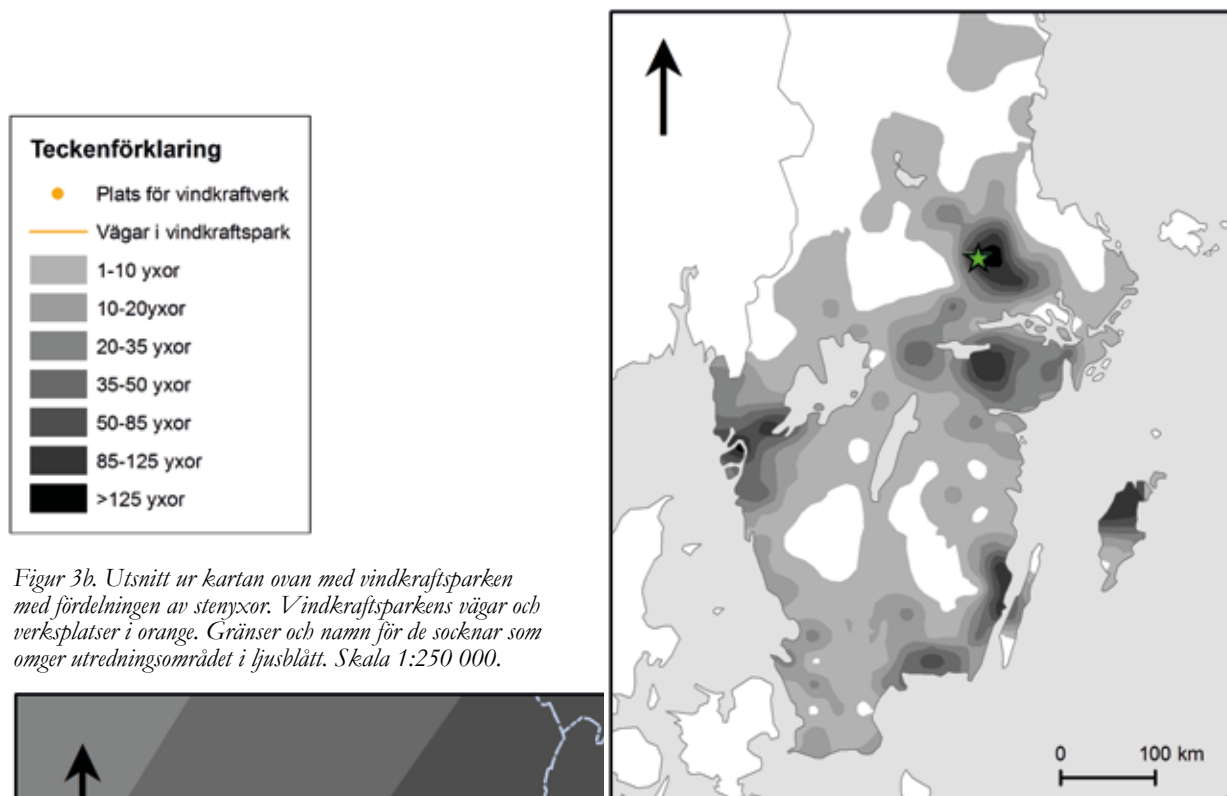 Teckenförklaring
Plats för vindkraftverk
Vägar i vindkraftspark
1-10 yxor
10-20yxor
20-35 yxor
35-50 yxor
50-85 yxor
85-125 yxor
>125 yxor
Figur 3b. Utsnitt ur kartan ovan med vindkraftsparken
med fördelningen av stenyxor. Vindkraftsparkens vägar och
verksplatser i orange. Gränser och namn för de socknar som
omger utredningsområdet i ljusblått. Skala 1:250 000.
0 100 km